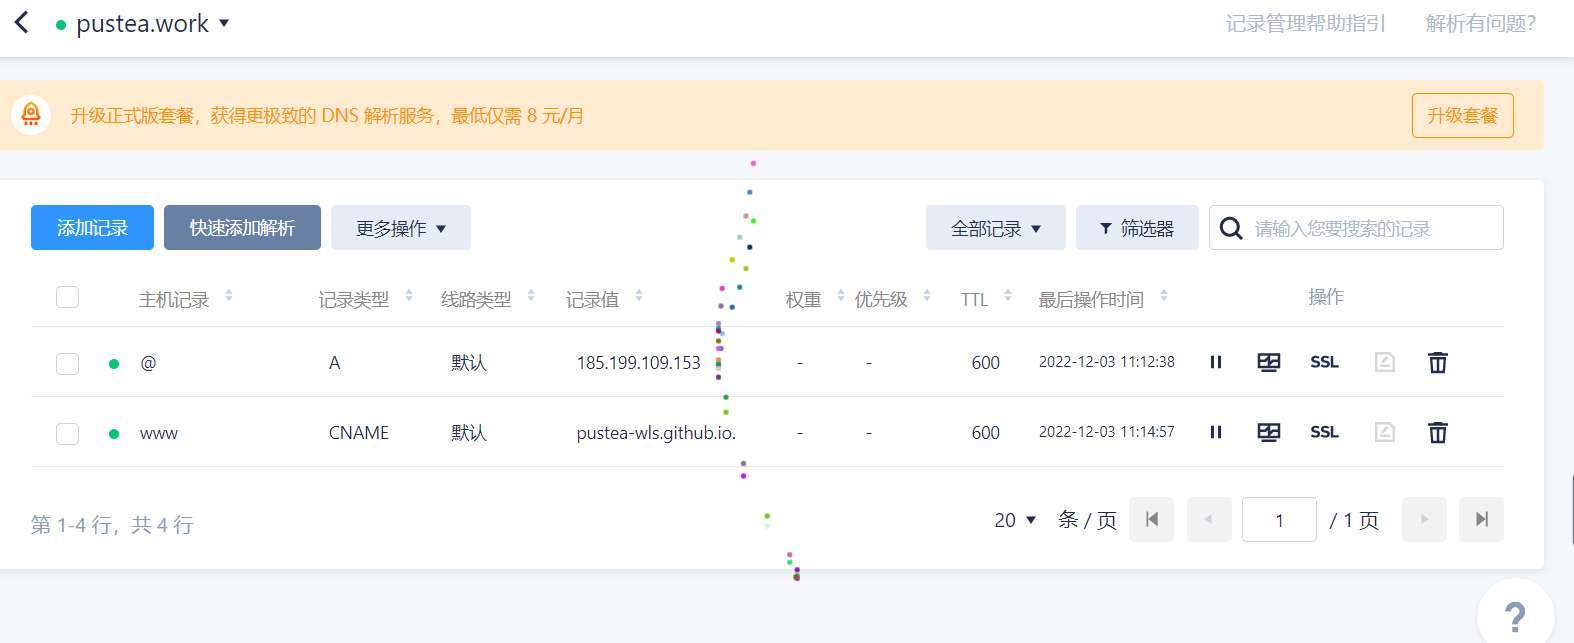 pustea.work 记录管理帮助指引 解析有问题?
升级正式版套餐，获得更极致的 DNS 解析服务，最低仅需 8 元/月 升级套餐
添加记录 快速添加解析 更多操作 全部记录 筛选器 请输入您要搜索的记录
主机记录 记录类型 线路类型 记录值 权重 优先级 TTL 最后操作时间 操作
@ A 默认 185.199.109.153 - - 600 2022-12-03 11:12:38 SSL
www CNAME 默认 pustea-wls.github.io. - - 600 2022-12-03 11:14:57 SSL
第 1-4 行，共 4 行 20 条 / 页 1 / 1 页
?